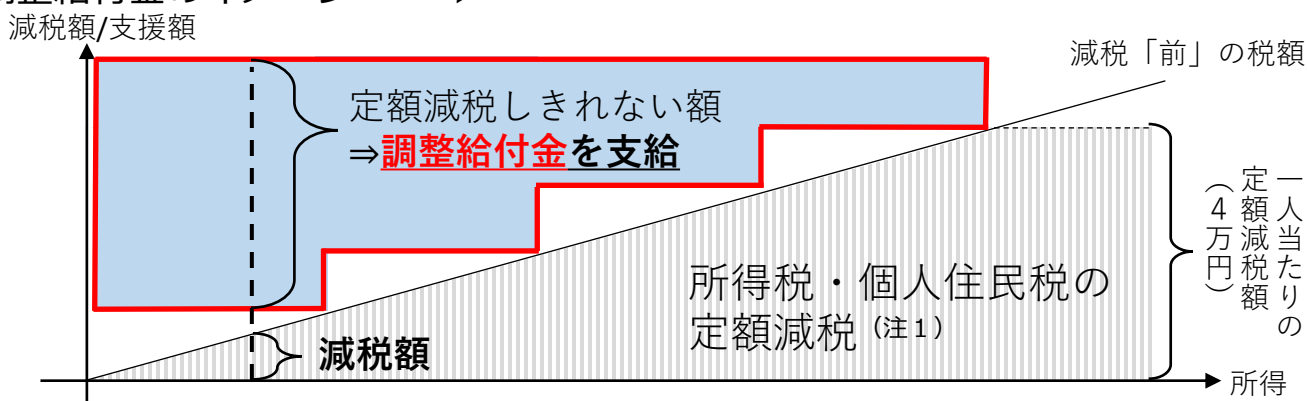 減税額/支援額
減税「前」の税額
定額減税しきれない額
⇒調整給付金を支給
一人当たりの
定額減税額
（４万円）
所得税・個人住民税の
定額減税（注１）
減税額
所得